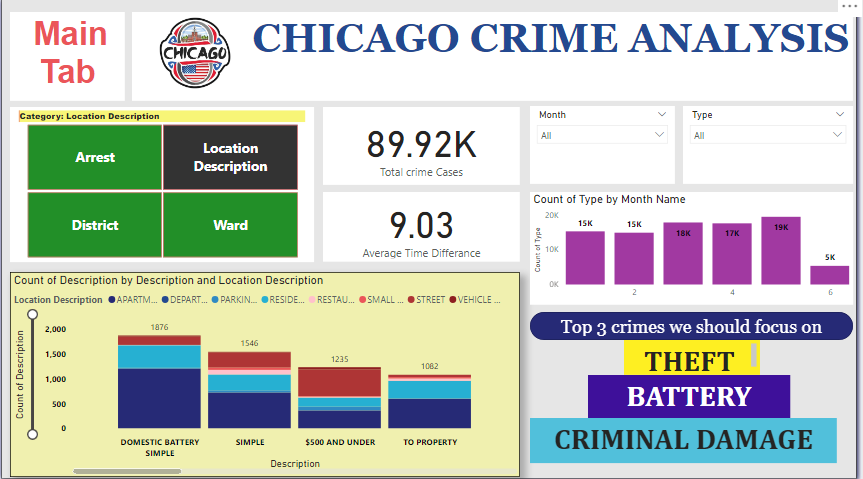 Main
Tab
CHICAGO
CHICAGO CRIME ANALYSIS
Category: Location Description
Arrest
Location
Description
District
Ward
89.92K
Total crime Cases
9.03
Average Time Differance
Month
All
Type
All
Count of Type by Month Name
Count of Type
20K
10K
0K
15K
15K
18K
17K
19K
5K
2
4
6
Count of Description by Description and Location Description
Location Description APARTM... DEPART... PARKIN... RESIDE... RESTAU... SMALL ... STREET VEHICLE ...
Count of Description
2,000
1,500
1,000
500
0
1876
1546
1235
1082
DOMESTIC BATTERY
SIMPLE
SIMPLE
$500 AND UNDER
TO PROPERTY
Description
Top 3 crimes we should focus on
THEFT
BATTERY
CRIMINAL DAMAGE